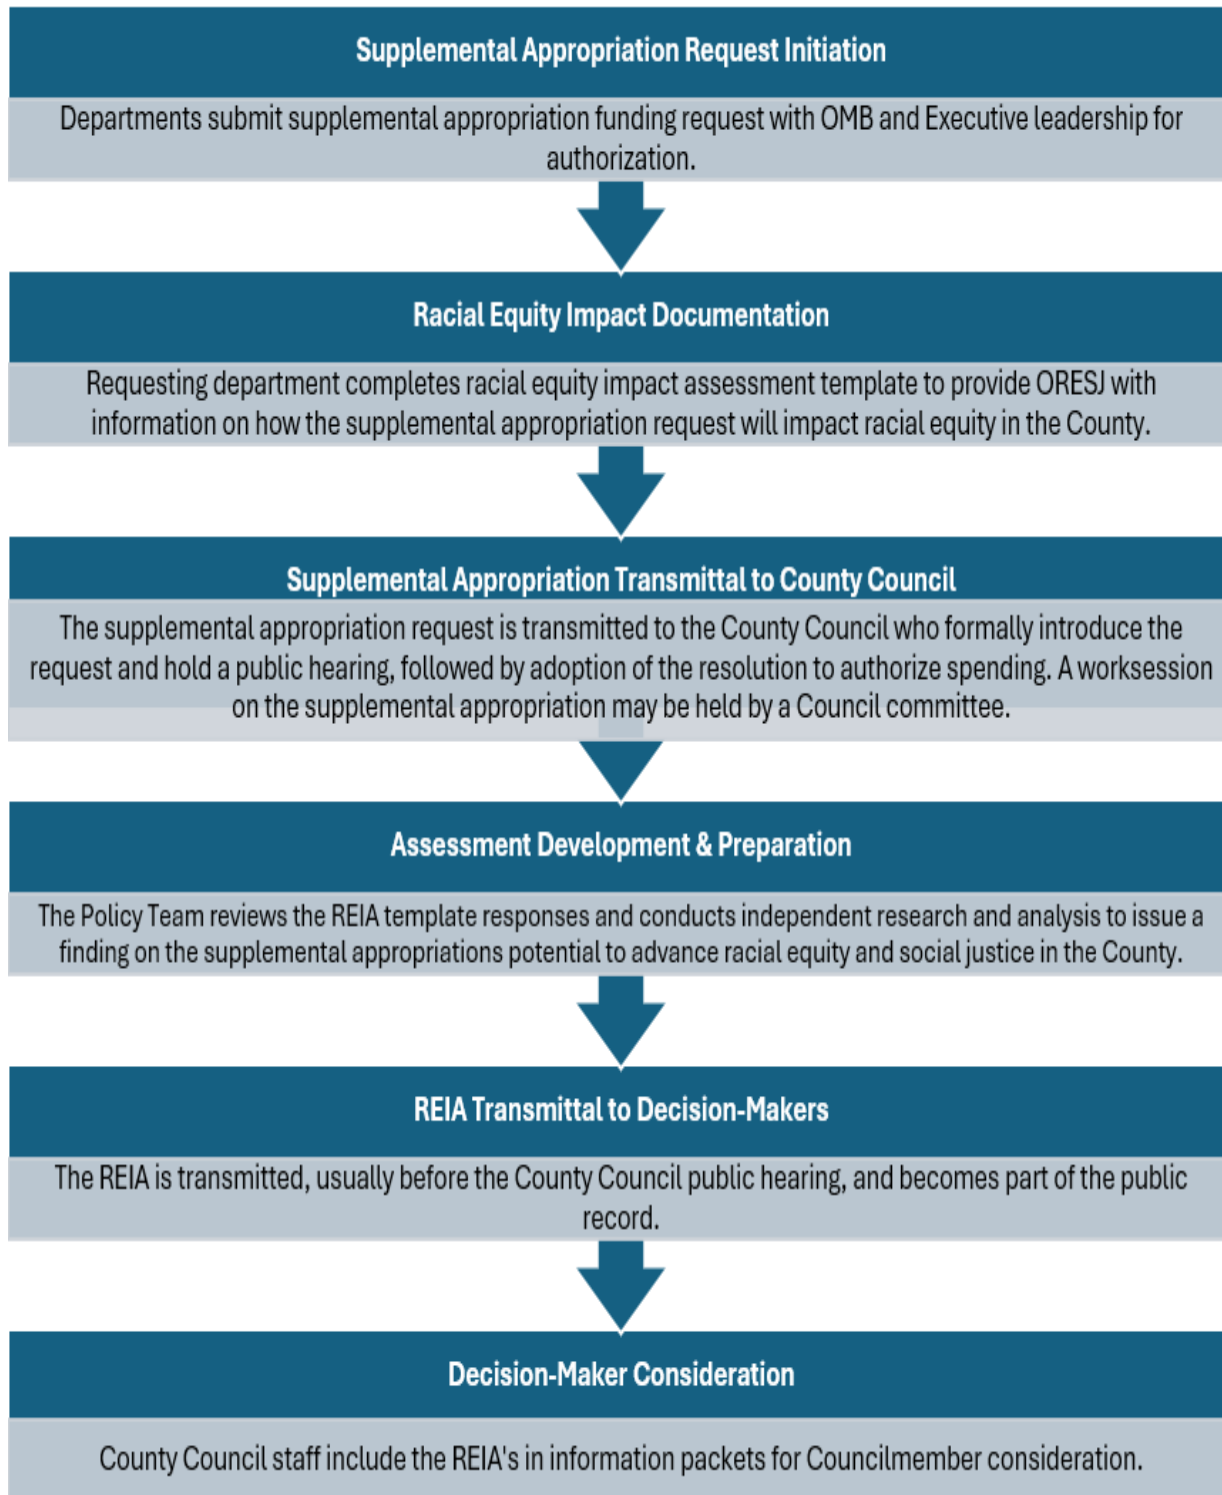 Supplemental Appropriation Request Initiation
Departments submit supplemental appropriation funding request with OMB and Executive leadership for
authorization.
Racial Equity Impact Documentation
Requesting department completes racial equity impact assessment template to provide ORESJ with
information on how the supplemental appropriation request will impact racial equity in the County.
Supplemental Appropriation Transmittal to County Council
The supplemental appropriation request is transmitted to the County Council who formally introduce the
request and hold a public hearing, followed by adoption of the resolution to authorize spending. A worksession
on the supplemental appropriation may be held by a Council committee.
Assessment Development & Preparation
The Policy Team reviews the REIA template responses and conducts independent research and analysis to issue a
finding on the supplemental appropriations potential to advance racial equity and social justice in the County.
REIA Transmittal to Decision-Makers
The REIA is transmitted, usually before the County Council public hearing, and becomes part of the public
record.
Decision-Maker Consideration
County Council staff include the REIA's in information packets for Councilmember consideration.